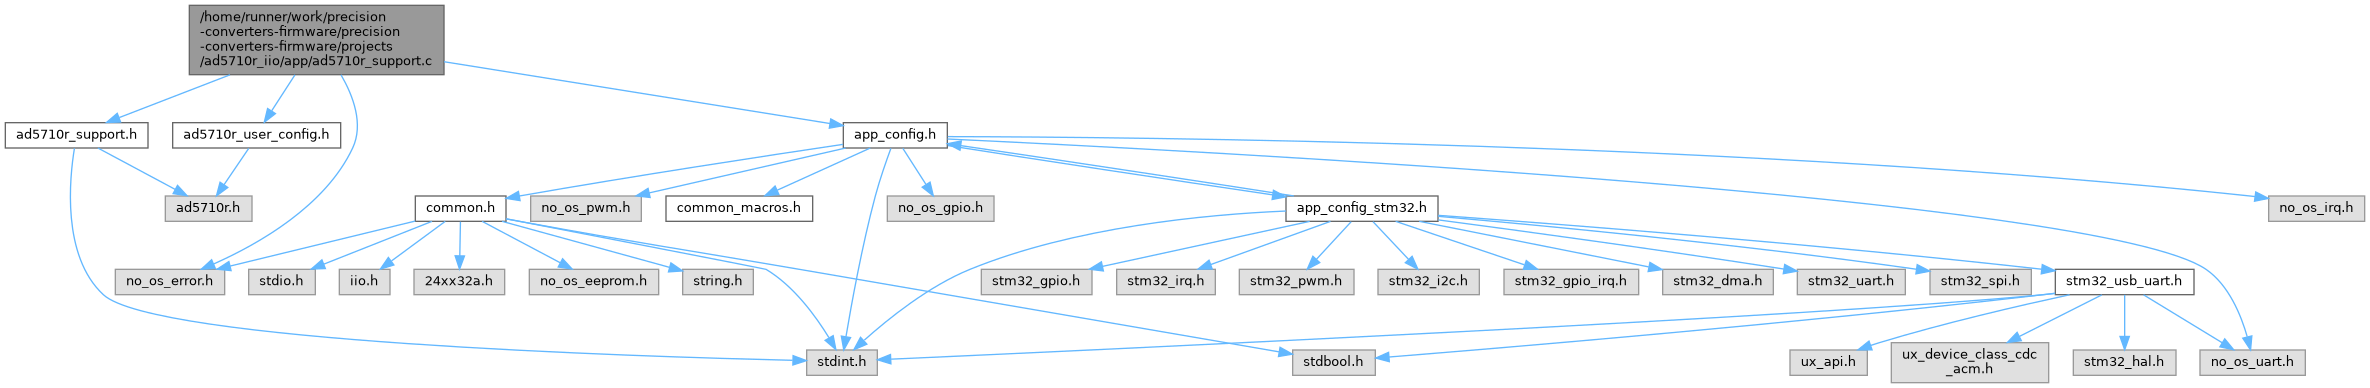 /home/runner/work/precision
-converters-firmware/precision
-converters-firmware/projects
/ad5710r_iio/app/ad5710r_support.c
ad5710r_support.h
ad5710r_user_config.h
app_config.h
ad5710r.h
common.h
no_os_pwm.h
common_macros.h
no_os_gpio.h
app_config_stm32.h
no_os_irq.h
no_os_error.h
stdio.h
iio.h
24xx32a.h
no_os_eeprom.h
string.h
stm32_gpio.h
stm32_irq.h
stm32_pwm.h
stm32_i2c.h
stm32_gpio_irq.h
stm32_dma.h
stm32_uart.h
stm32_spi.h
stm32_usb_uart.h
stdint.h
stdbool.h
ux_api.h
ux_device_class_cdc
_acm.h
stm32_hal.h
no_os_uart.h